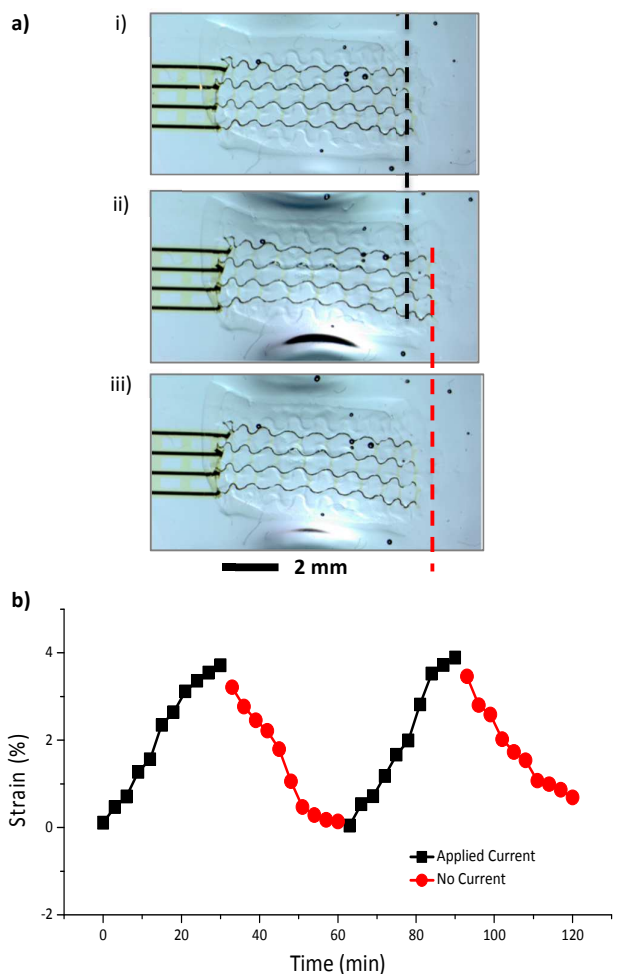 a)
i)
ii)
iii)
2 mm
b)
4
2
0
-2
Strain (%)
Applied Current
No Current
0 20 40 60 80 100 120
Time (min)